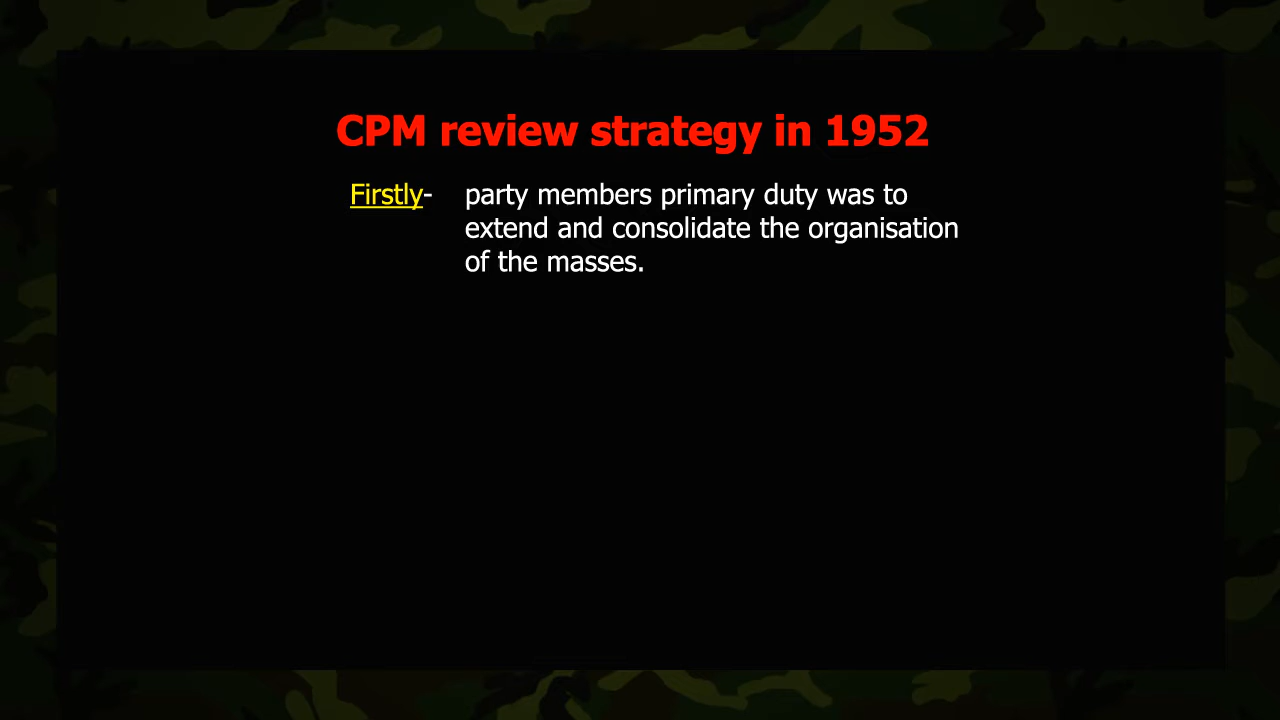 CPM review strategy in 1952
Firstly- party members primary duty was to
extend and consolidate the organisation
of the masses.